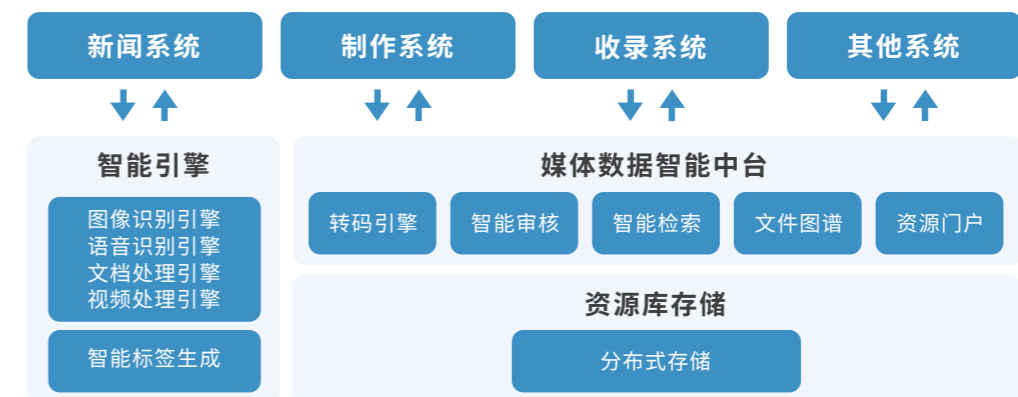 新闻系统
制作系统
收录系统
其他系统
智能引擎
图像识别引擎
语音识别引擎
文档处理引擎
视频处理引擎
智能标签生成
媒体数据智能中台
转码引擎
智能审核
智能检索
文件图谱
资源门户
资源库存储
分布式存储